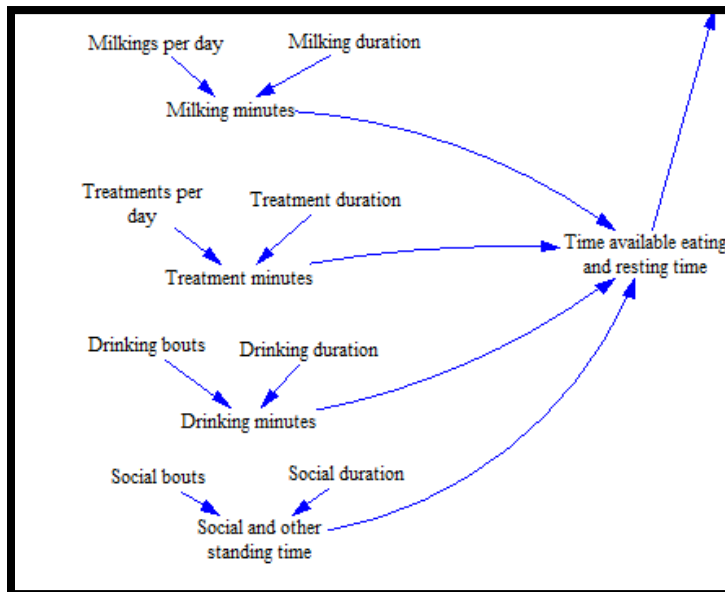 Milkings per day
Milking duration
Milking minutes
Treatments per
day
Treatment duration
Treatment minutes
Time available eating
and resting time
Drinking bouts
Drinking duration
Drinking minutes
Social bouts
Social duration
Social and other
standing time